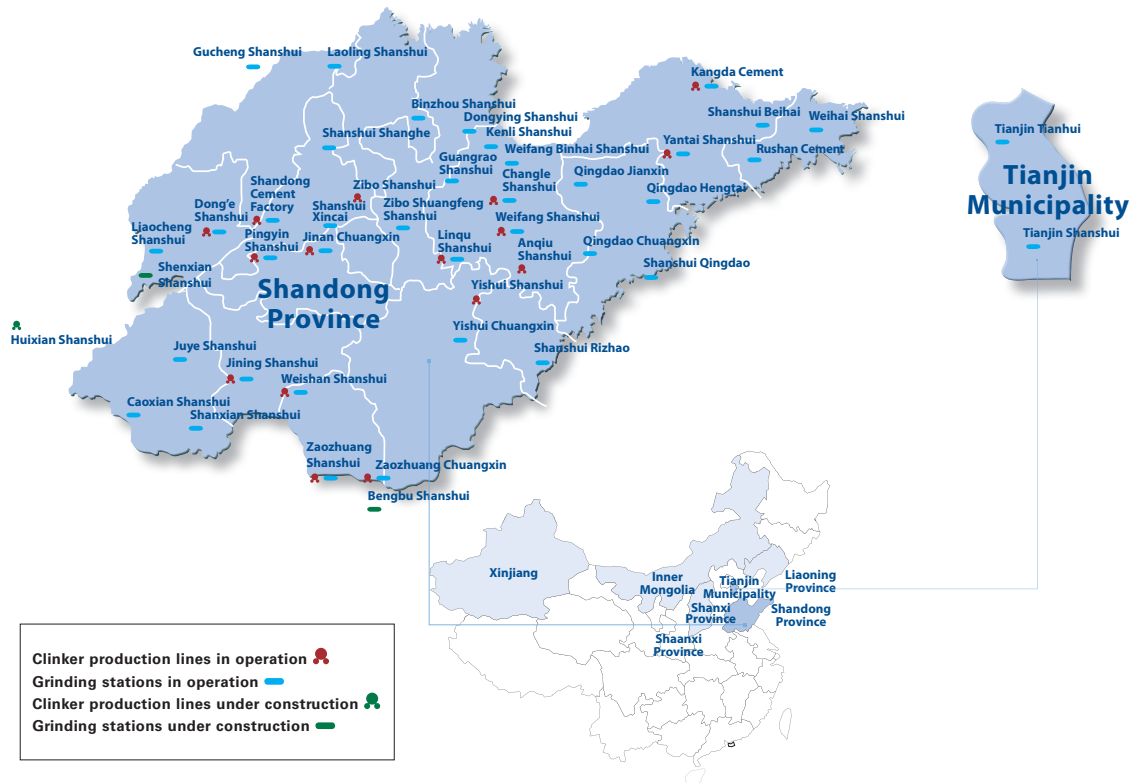 Gucheng Shanshui
Laoling Shanshui
Kangda Cement
Binzhou Shanshui
Dongying Shanshui
Shanshui Beihai
Weihai Shanshui
Shanshui Shanghe
Kenli Shanshui
Yantai Shanshui
Weifang Binhai Shanshui
Rushan Cement
Guangrao
Shanshui
Changle
Shanshui
Qingdao Jianxin
Qingdao Hengtai
Shandong
Cement
Factory
Zibo Shanshui
Dong'e
Shanshui
Shanshui
Xincai
Zibo Shuangfeng
Shanshui
Weifang Shanshui
Liaocheng
Shanshui
Pingyin
Shanshui
Jinan Chuangxin
Linqu
Shanshui
Anqiu
Shanshui
Qingdao Chuangxin
Shanshui Qingdao
Shenxian
Shanshui
Shandong
Province
Yishui Shanshui
Huixian Shanshui
Yishui Chuangxin
Juye Shanshui
Shanshui Rizhao
Jining Shanshui
Weishan Shanshui
Caoxian Shanshui
Shanxian Shanshui
Zaozhuang
Shanshui
Zaozhuang Chuangxin
Bengbu Shanshui
Tianjin Tianhui
Tianjin
Municipality
Tianjin Shanshui
Xinjiang
Inner
Mongolia
Tianjin
Municipality
Liaoning
Province
Shanxi
Province
Shandong
Province
Shaanxi
Province
Clinker production lines in operation
Grinding stations in operation
Clinker production lines under construction
Grinding stations under construction